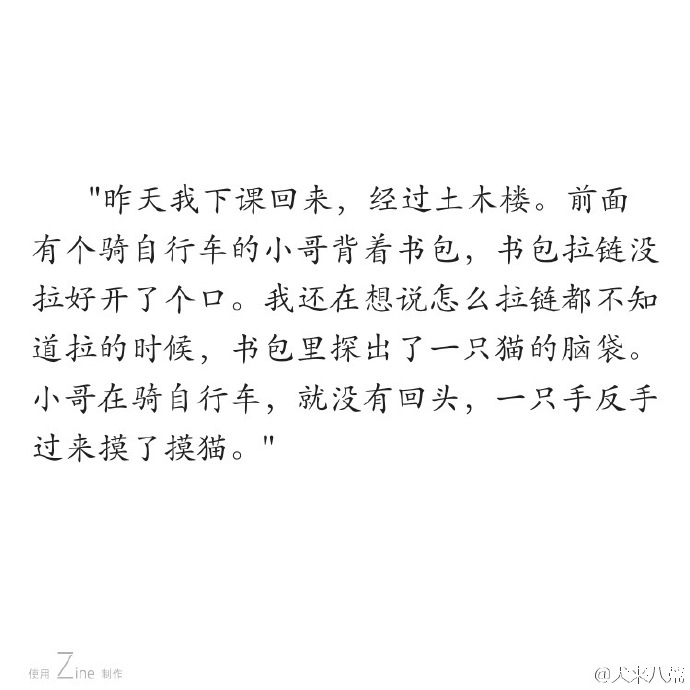 "昨天我下课回来，经过土木楼。前面
有个骑自行车的小哥背着书包，书包拉链没
拉好开了个口。我还在想说怎么拉链都不知
道拉的时候，书包里探出了一只猫的脑袋。
小哥在骑自行车，就没有回头，一只手反手
过来摸了摸猫。"
使用 Zine 制作
@犬来八荒